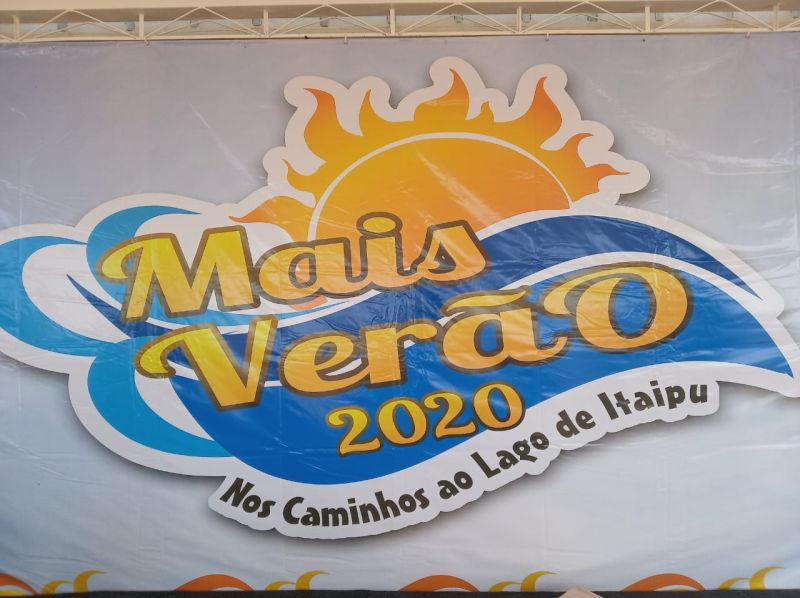 Mais
Verão
2020
Nos Caminhos ao Lago de Itaipu